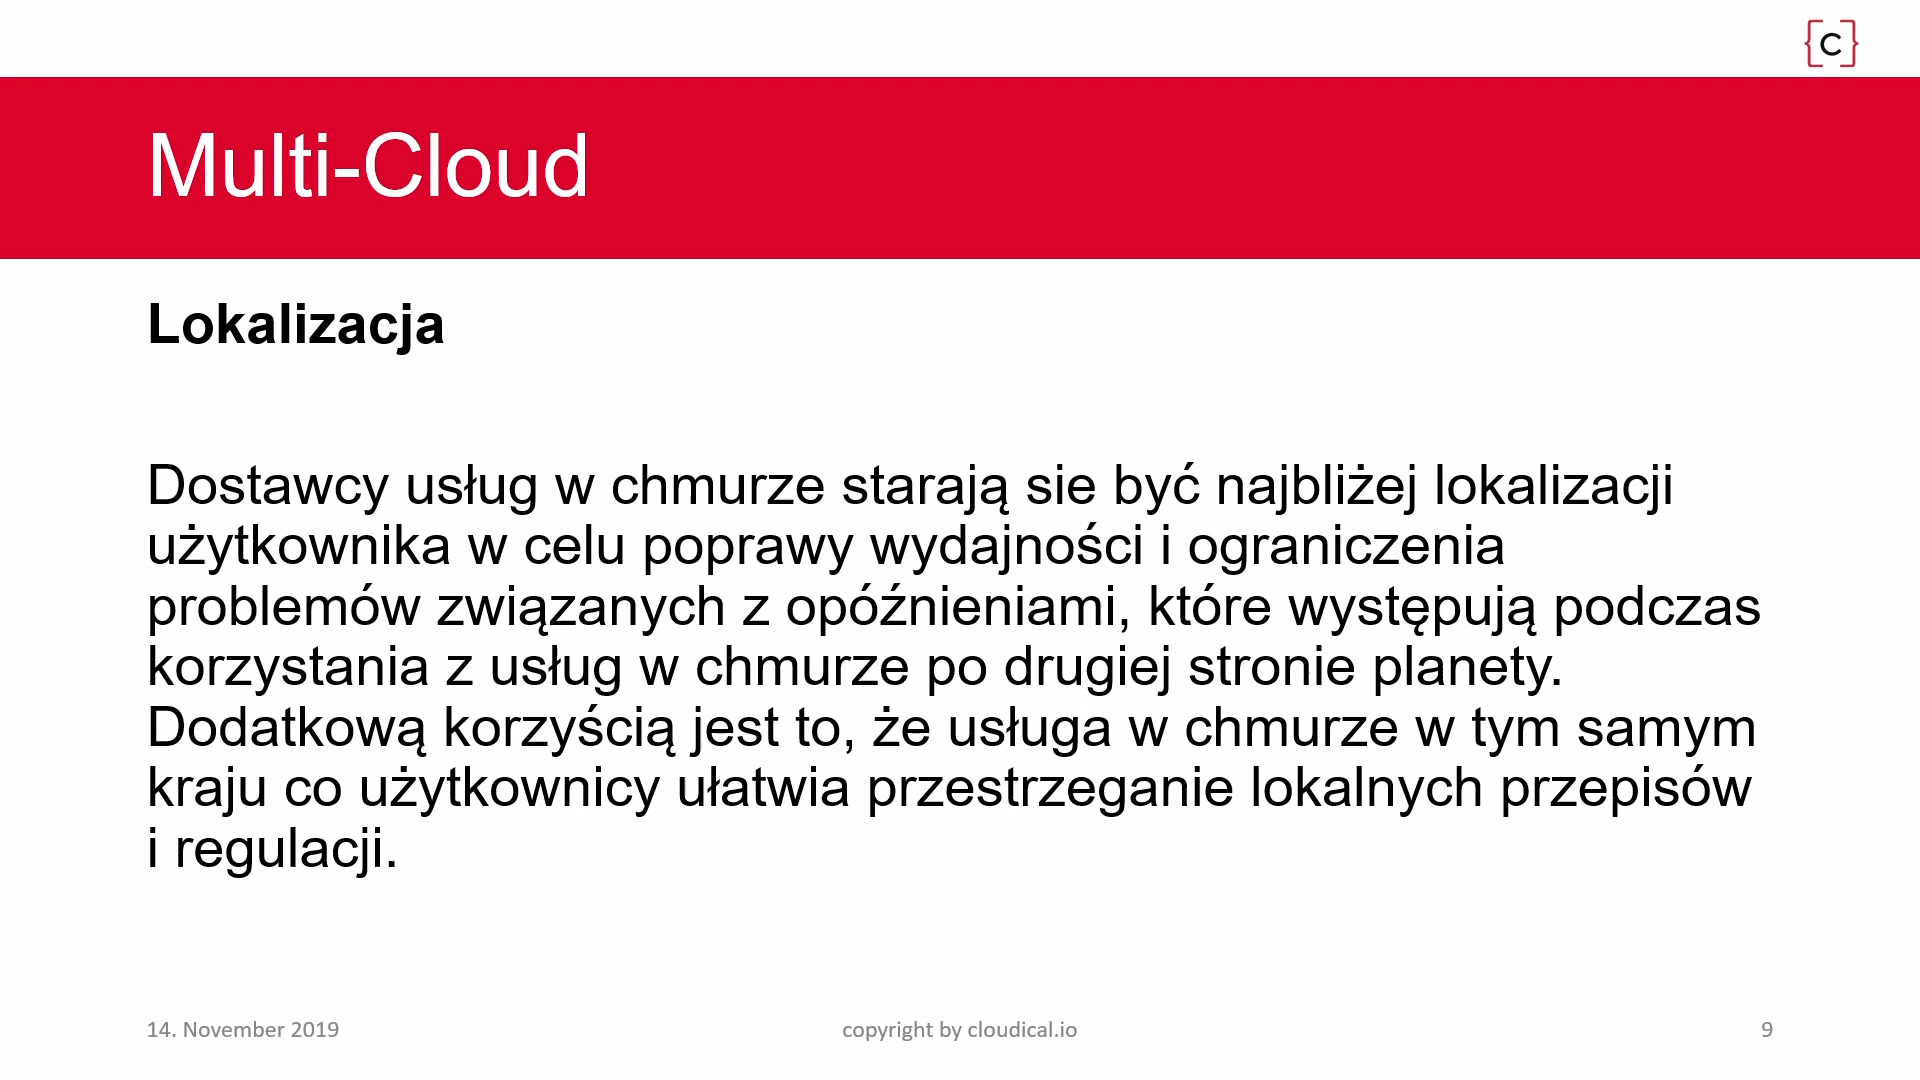 {C}
Multi-Cloud
Lokalizacja
Dostawcy usług w chmurze starają sie być najbliżej lokalizacji
użytkownika w celu poprawy wydajności i ograniczenia
problemów związanych z opóźnieniami, które występują podczas
korzystania z usług w chmurze po drugiej stronie planety.
Dodatkową korzyścią jest to, że usługa w chmurze w tym samym
kraju co użytkownicy ułatwia przestrzeganie lokalnych przepisów
i regulacji.
14. November 2019
copyright by cloudical.io
9